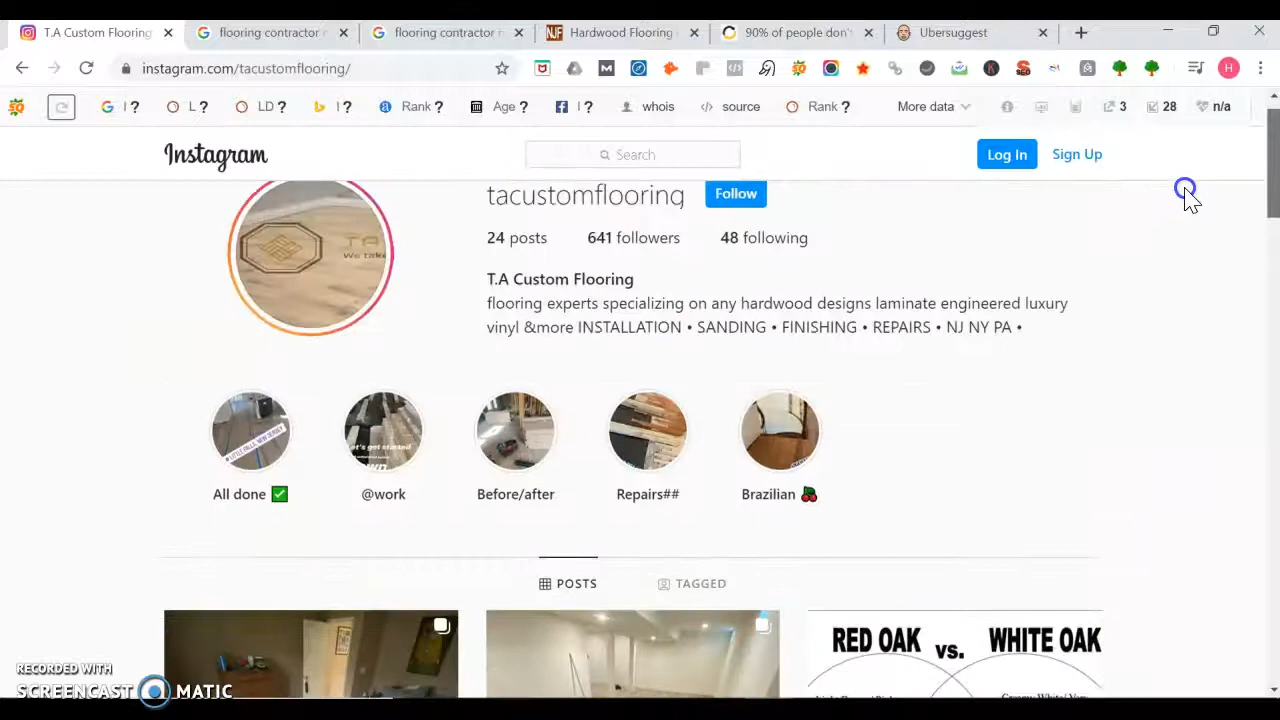 T.A Custom Flooring
flooring contractor
flooring contractor
Hardwood Flooring
90% of people don'
Ubersuggest
instagram.com/tacustomflooring/
H
I ?
L ?
LD ?
I ?
Rank ?
Age ?
I ?
whois
source
Rank ?
More data
3
28
n/a
Instagram
Search
Log In
Sign Up
tacustomflooring
Follow
24 posts 641 followers 48 following
T.A Custom Flooring
flooring experts specializing on any hardwood designs laminate engineered luxury
vinyl &more INSTALLATION • SANDING • FINISHING • REPAIRS • NJ NY PA •
All done ✅
@work
Before/after
Repairs##
Brazilian 🍒
POSTS
TAGGED
RED OAK vs. WHITE OAK
RECORDED WITH
SCREENCAST MATIC